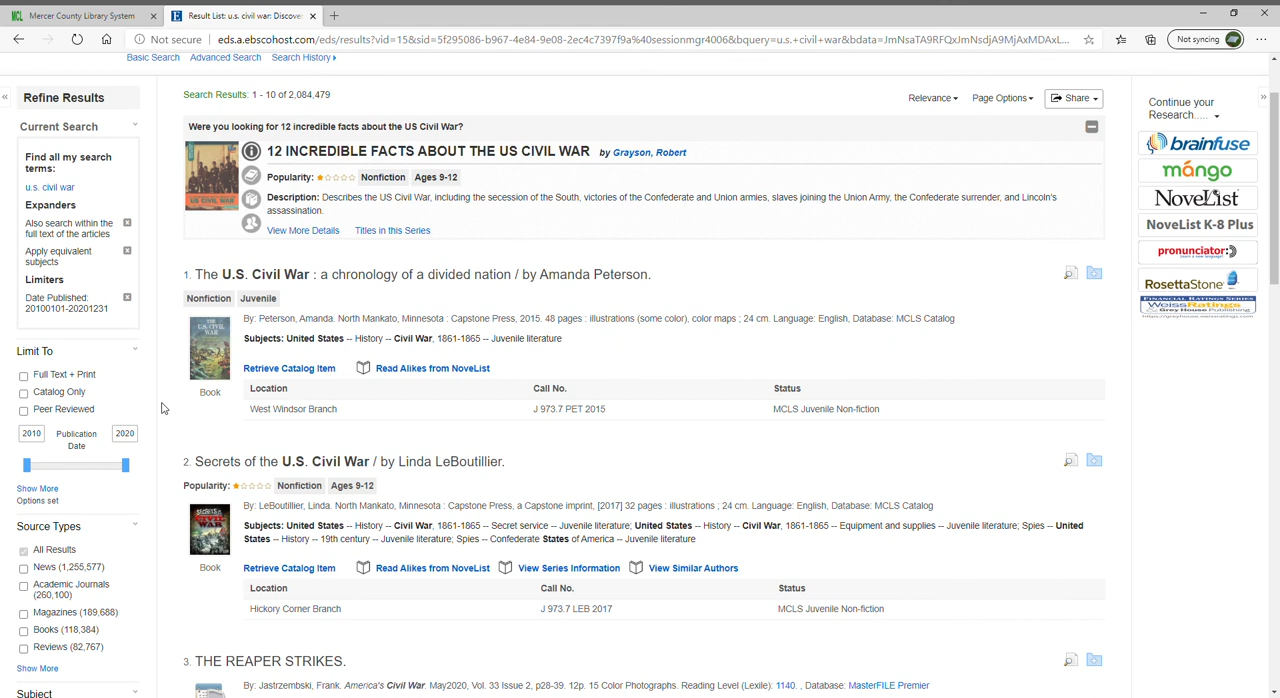 MCL Mercer County Library System
Result List: u.s. civil war: Discove
Not secure
eds.a.ebscohost.com/eds/results?vid=15&sid=5f295086-b967-4e84-9e08-2ec4c7397f9a%40sessionmgr4006&bquery=u.s.+civil+war&bdata=JmNsaTA9RFQxJmNsdjA9MjAxMDAxL...
Not syncing
Basic Search Advanced Search Search History
Refine Results
Current Search
Find all my search
terms:
u.s. civil war
Expanders
Also search within the
full text of the articles
Apply equivalent
subjects
Limiters
Date Published:
20100101-20201231
Limit To
Full Text + Print
Catalog Only
Peer Reviewed
2010 Publication Date 2020
Show More
Options set
Source Types
All Results
News (1,255,577)
Academic Journals
(260,100)
Magazines (189,688)
Books (118,384)
Reviews (82,767)
Show More
Subject
Search Results: 1 - 10 of 2,084,479
Relevance Page Options Share
Were you looking for 12 incredible facts about the US Civil War?
12 INCREDIBLE FACTS ABOUT THE US CIVIL WAR by Grayson, Robert
Popularity: Nonfiction Ages 9-12
Description: Describes the US Civil War, including the secession of the South, victories of the Confederate and Union armies, slaves joining the Union Army, the Confederate surrender, and Lincoln's
assassination.
View More Details Titles in this Series
1. The U.S. Civil War : a chronology of a divided nation / by Amanda Peterson.
Nonfiction Juvenile
By: Peterson, Amanda. North Mankato, Minnesota : Capstone Press, 2015. 48 pages : illustrations (some color), color maps ; 24 cm. Language: English, Database: MCLS Catalog
Subjects: United States -- History -- Civil War, 1861-1865 -- Juvenile literature
Retrieve Catalog Item Read Alikes from NoveList
Book
Location Call No. Status
West Windsor Branch J 973.7 PET 2015 MCLS Juvenile Non-fiction
2. Secrets of the U.S. Civil War / by Linda LeBoutillier.
Popularity: Nonfiction Ages 9-12
By: LeBoutillier, Linda. North Mankato, Minnesota : Capstone Press, a Capstone imprint, [2017] 32 pages : illustrations ; 24 cm. Language: English, Database: MCLS Catalog
Subjects: United States -- History -- Civil War, 1861-1865 -- Secret service -- Juvenile literature; United States -- History -- Civil War, 1861-1865 -- Equipment and supplies -- Juvenile literature; Spies -- United
States -- History -- 19th century -- Juvenile literature; Spies -- Confederate States of America -- Juvenile literature
Book
Retrieve Catalog Item Read Alikes from NoveList View Series Information View Similar Authors
Location Call No. Status
Hickory Corner Branch J 973.7 LEB 2017 MCLS Juvenile Non-fiction
3. THE REAPER STRIKES.
By: Jastrzembski, Frank. America's Civil War. May2020, Vol. 33 Issue 2, p28-39. 12p. 15 Color Photographs. Reading Level (Lexile): 1140. , Database: MasterFILE Premier
Continue your
Research.....
brainfuse
mango
NoveList
NoveList K-8 Plus
pronunciator
learn a new language!
RosettaStone
FINANCIAL RATINGS SERIES
WeissRatings
Grey House Publishing
https://greyhouse.weissratings.com